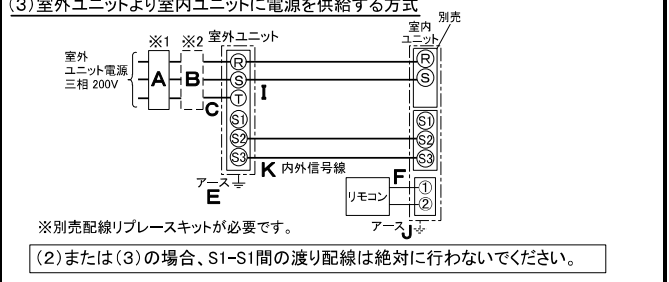 (3)室外ユニットより室内ユニットに電源を供給する方式
別売
※1 ※2 室外ユニット
室内
ユニット
室外
ユニット電源
三相 200V
A B C
R
S
T
S1
S2
S3
I
R
S
S1
S2
S3
K 内外信号線
アース
E
リモコン
F
①
②
アース J
※別売配線リプレースキットが必要です。
(2)または(3)の場合、S1-S1間の渡り配線は絶対に行わないでください。